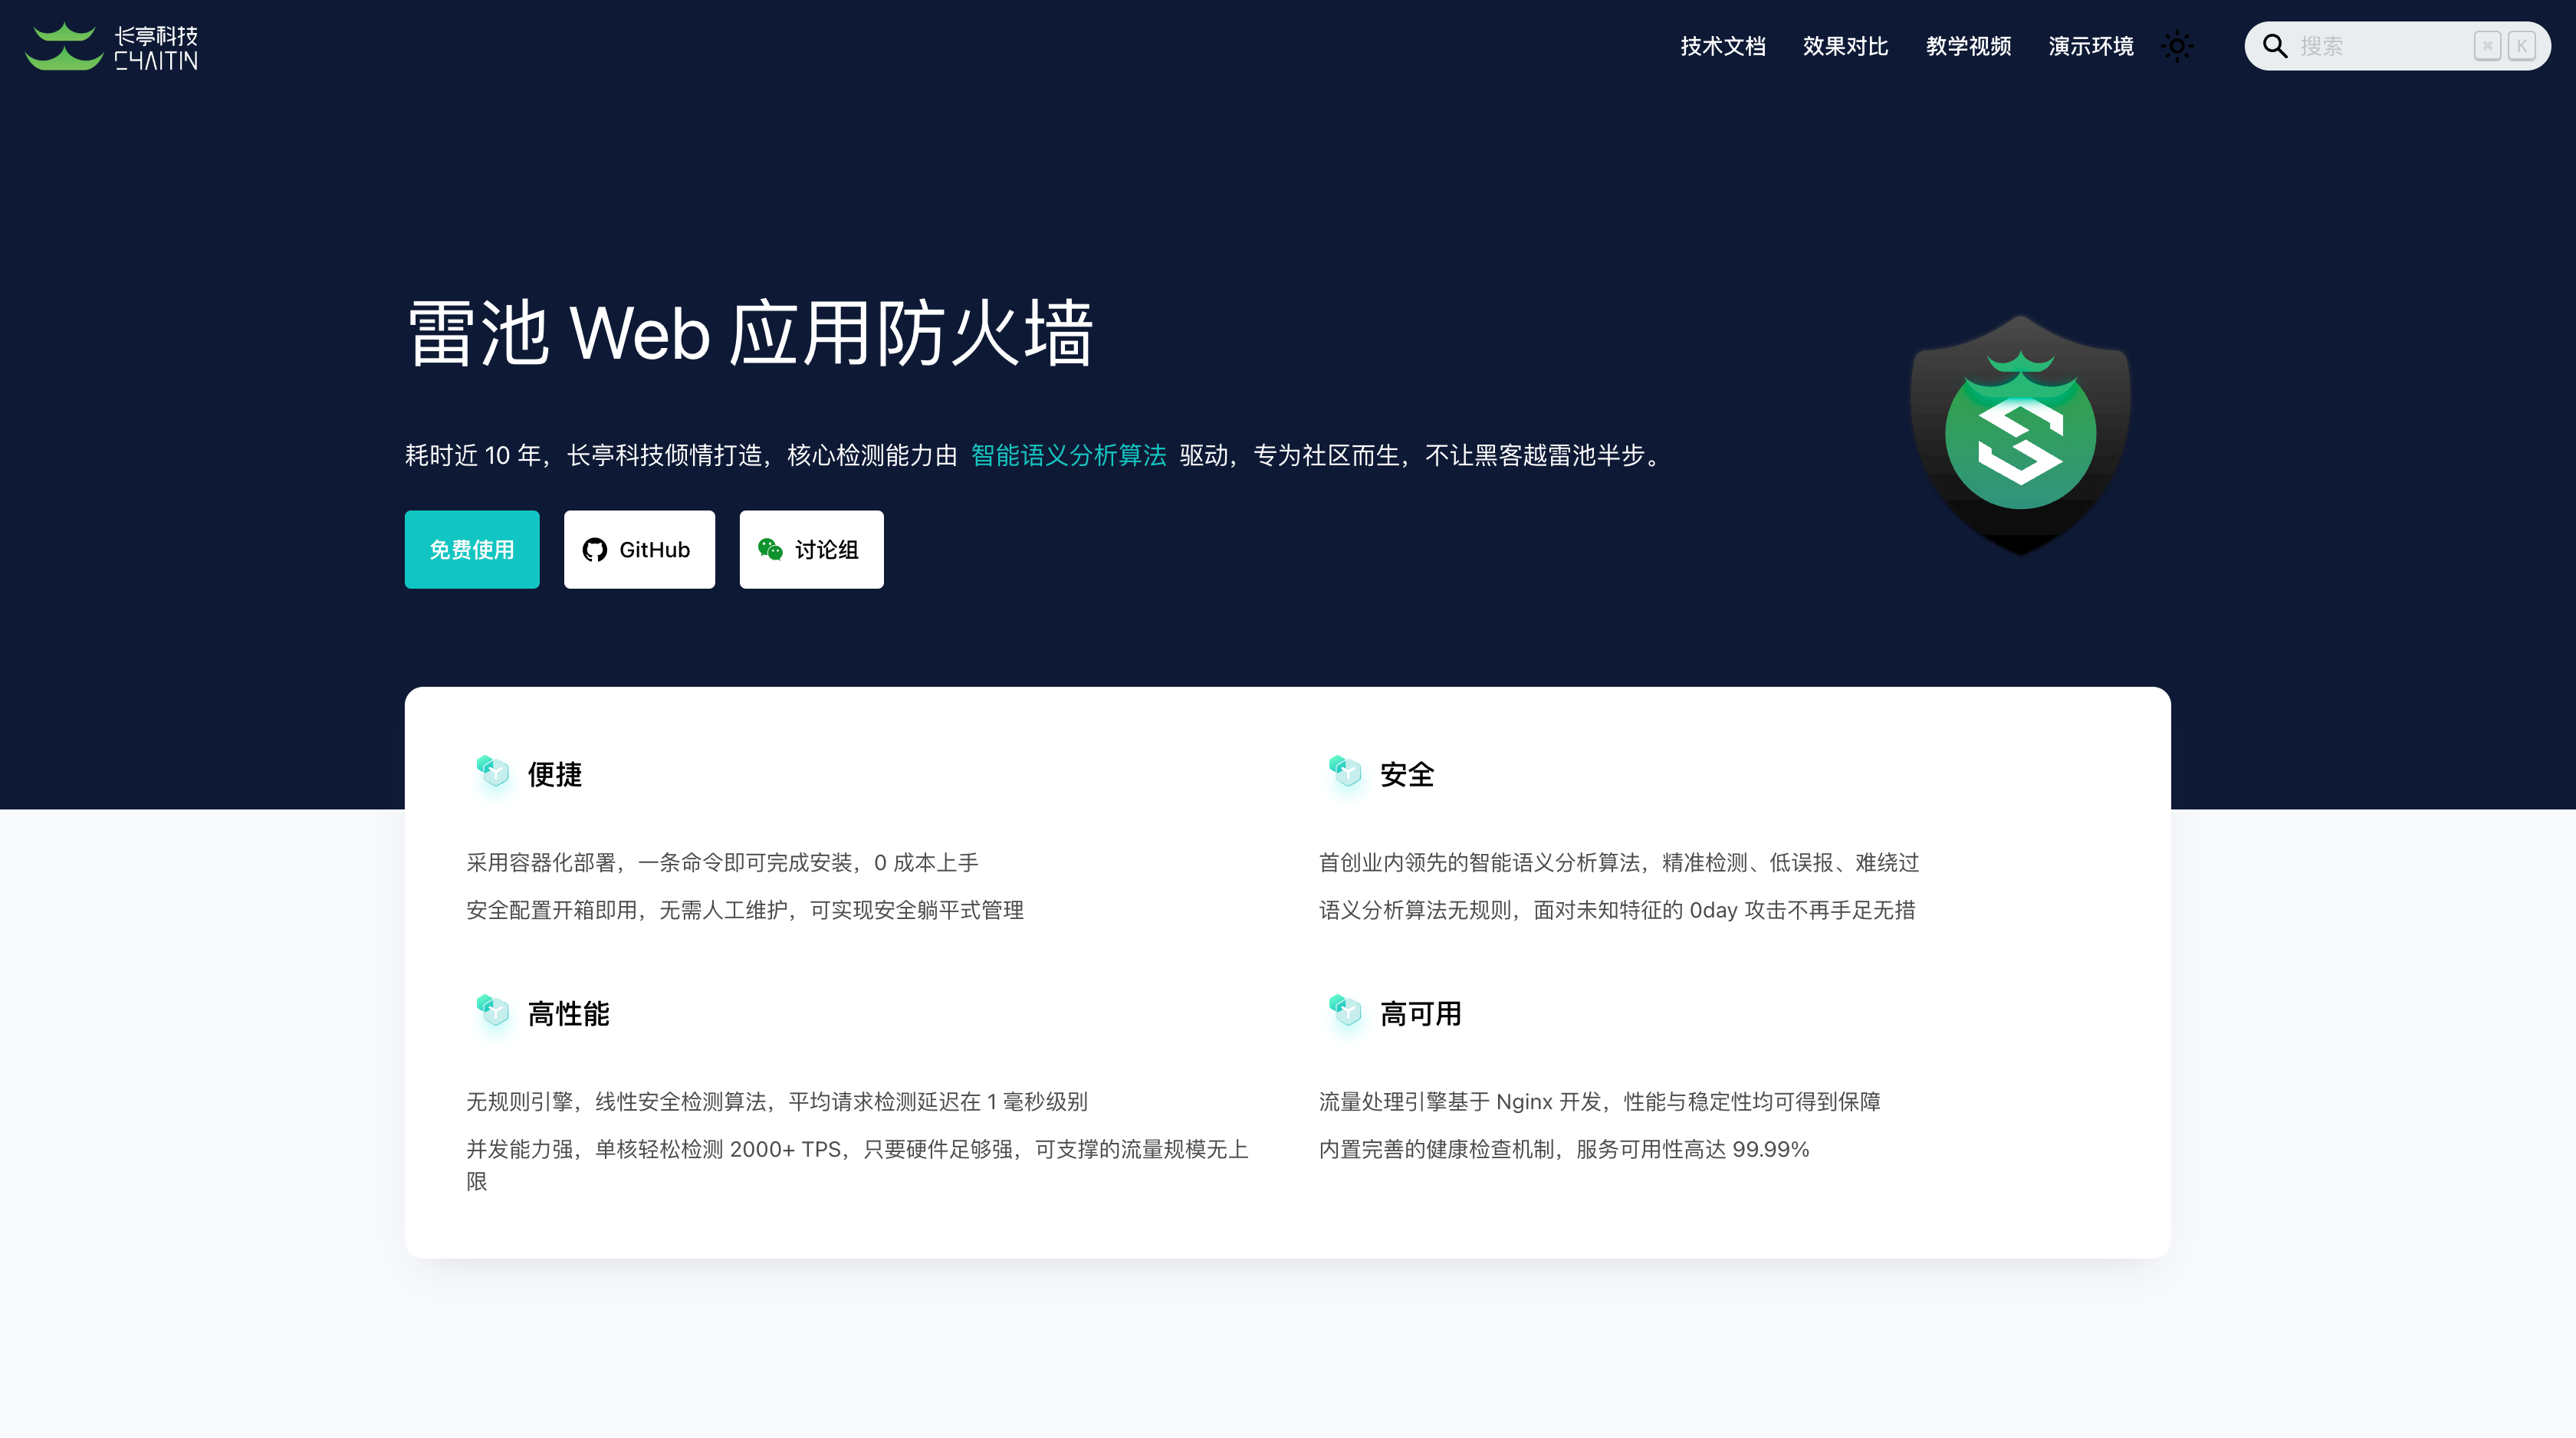 长亭科技
CHAITIN
技术文档 效果对比 教学视频 演示环境 搜索 ⌘ K
雷池 Web 应用防火墙
耗时近 10 年，长亭科技倾情打造，核心检测能力由 智能语义分析算法 驱动，专为社区而生，不让黑客越雷池半步。
免费使用 GitHub 讨论组
便捷
采用容器化部署，一条命令即可完成安装，0 成本上手
安全配置开箱即用，无需人工维护，可实现安全躺平式管理
安全
首创业内领先的智能语义分析算法，精准检测、低误报、难绕过
语义分析算法无规则，面对未知特征的 0day 攻击不再手足无措
高性能
无规则引擎，线性安全检测算法，平均请求检测延迟在 1 毫秒级别
并发能力强，单核轻松检测 2000+ TPS，只要硬件足够强，可支撑的流量规模无上
限
高可用
流量处理引擎基于 Nginx 开发，性能与稳定性均可得到保障
内置完善的健康检查机制，服务可用性高达 99.99%